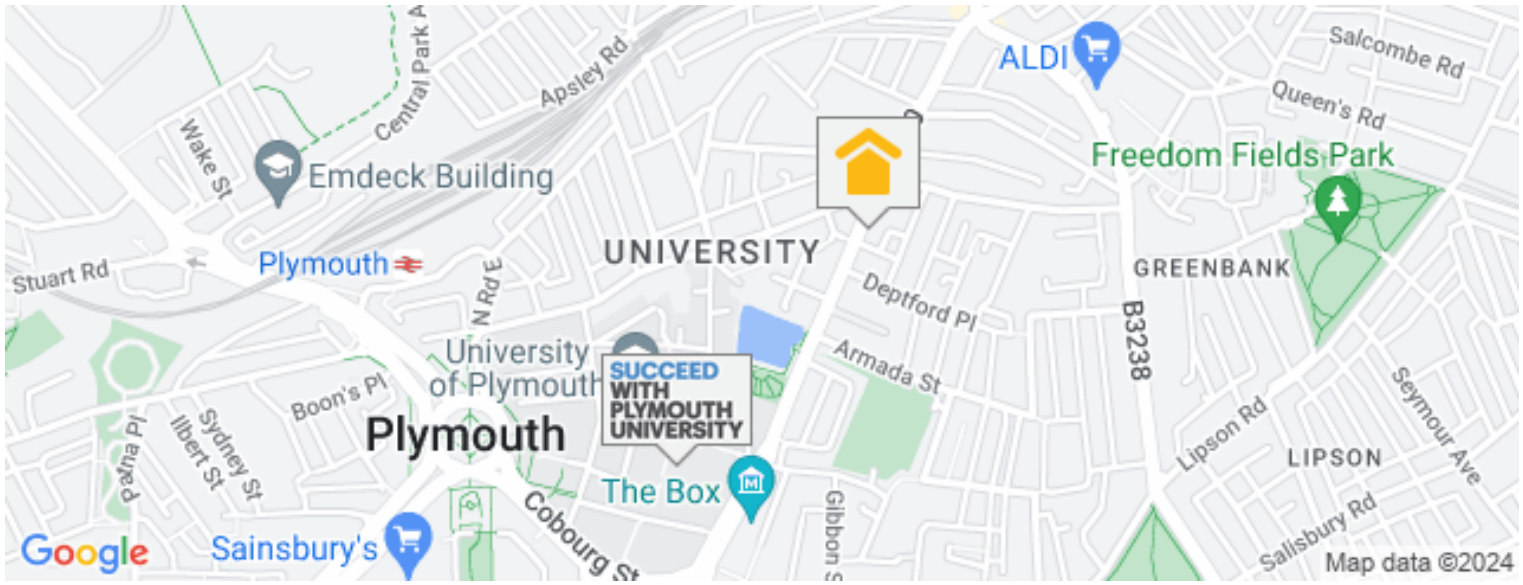 Salcombe Rd
ALDI
Apsley Rd
Central Park A
Queen's Rd
Wake St
Freedom Fields Park
Emdeck Building
UNIVERSITY
Plymouth
Stuart Rd
N Rd E
GREENBANK
Deptford Pl
B3238
University
of Plymouth
SUCCEED
WITH
PLYMOUTH
UNIVERSITY
Armada St
Boon's Pl
Plymouth
Patna Pl
Sydney St
Ilbert St
Seymour Ave
Lipson Rd
LIPSON
The Box
Gibbon S
Cobourg St
Sainsbury's
Salisbury Rd
Google
Map data ©2024